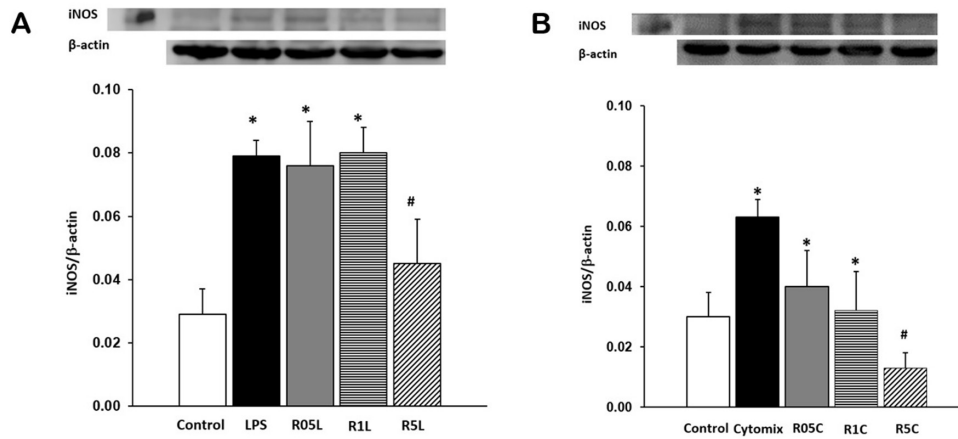 A
iNOS
β-actin
iNOS/β-actin
0.10
0.08
0.06
0.04
0.02
0.00
*
*
*
#
Control LPS R05L R1L R5L
B
iNOS
β-actin
iNOS/β-actin
0.10
0.08
0.06
0.04
0.02
0.00
*
*
*
#
Control Cytomix R05C R1C R5C